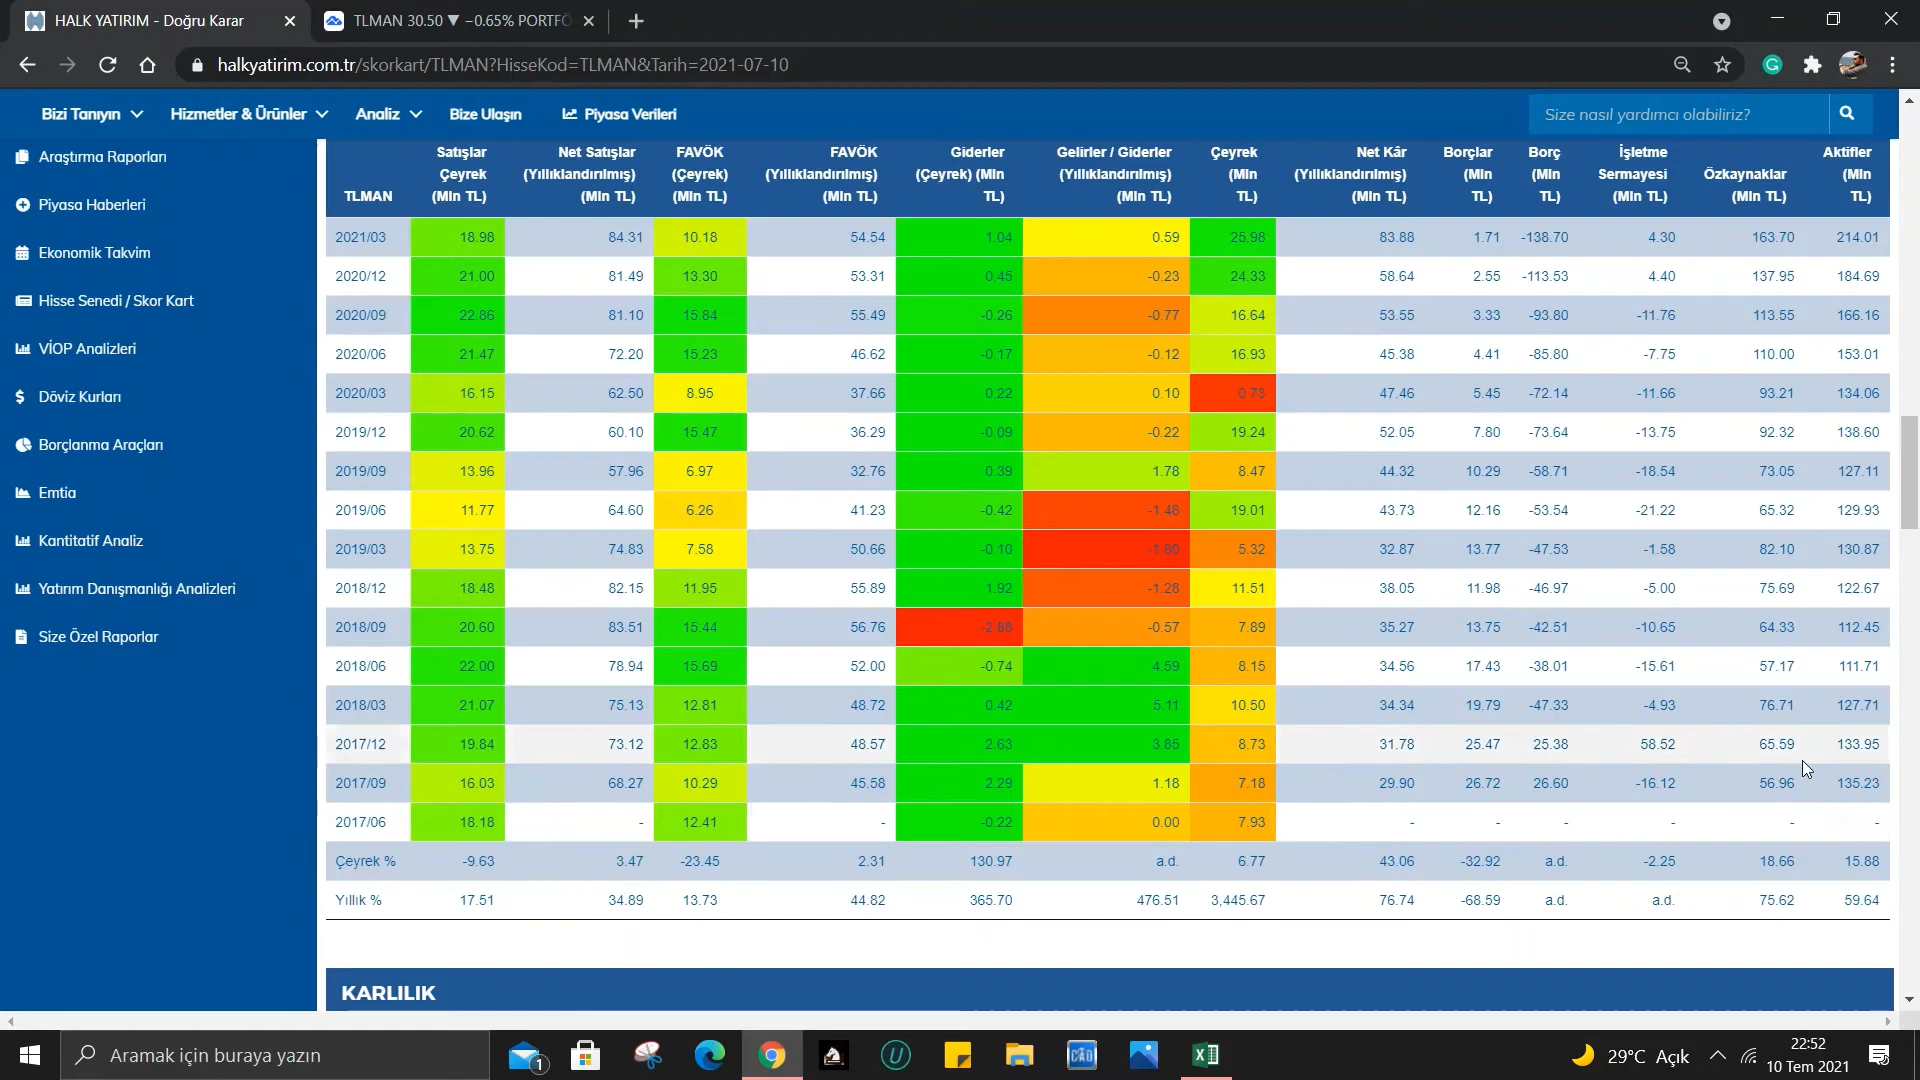 HALK YATIRIM - Doğru Karar
TLMAN 30.50 ▼ −0.65% PORTFÖ
halkyatirim.com.tr/skorkart/TLMAN?HisseKod=TLMAN&Tarih=2021-07-10
Bizi Tanıyın Hizmetler & Ürünler Analiz Bize Ulaşın Piyasa Verileri Size nasıl yardımcı olabiliriz?
Araştırma Raporları
Piyasa Haberleri
Ekonomik Takvim
Hisse Senedi / Skor Kart
VİOP Analizleri
Döviz Kurları
Borçlanma Araçları
Emtia
Kantitatif Analiz
Yatırım Danışmanlığı Analizleri
Size Özel Raporlar
Satışlar Net Satışlar FAVÖK FAVÖK Giderler Gelirler / Giderler Çeyrek Net Kâr Borçlar Borç İşletme Aktifler
Çeyrek (Yıllıklandırılmış) (Çeyrek) (Yıllıklandırılmış) (Çeyrek) (Mln (Yıllıklandırılmış) (Mln (Yıllıklandırılmış) (Mln (Mln Sermayesi Özkaynaklar (Mln
TLMAN (Mln TL) (Mln TL) (Mln TL) (Mln TL) TL) (Mln TL) TL) (Mln TL) TL) TL) (Mln TL) (Mln TL) TL)
2021/03 18.98 84.31 10.18 54.54 1.04 0.59 25.98 83.88 1.71 -138.70 4.30 163.70 214.01
2020/12 21.00 81.49 13.30 53.31 0.45 -0.23 24.33 58.64 2.55 -113.53 4.40 137.95 184.69
2020/09 22.86 81.10 15.84 55.49 -0.26 -0.77 16.64 53.55 3.33 -93.80 -11.76 113.55 166.16
2020/06 21.47 72.20 15.23 46.62 -0.17 -0.12 16.93 45.38 4.41 -85.80 -7.75 110.00 153.01
2020/03 16.15 62.50 8.95 37.66 0.22 0.10 0.73 47.46 5.45 -72.14 -11.66 93.21 134.06
2019/12 20.62 60.10 15.47 36.29 -0.09 -0.22 19.24 52.05 7.80 -73.64 -13.75 92.32 138.60
2019/09 13.96 57.96 6.97 32.76 0.39 1.78 8.47 44.32 10.29 -58.71 -18.54 73.05 127.11
2019/06 11.77 64.60 6.26 41.23 -0.42 -1.48 19.01 43.73 12.16 -53.54 -21.22 65.32 129.93
2019/03 13.75 74.83 7.58 50.66 -0.10 -1.80 5.32 32.87 13.77 -47.53 -1.58 82.10 130.87
2018/12 18.48 82.15 11.95 55.89 1.92 -1.28 11.51 38.05 11.98 -46.97 -5.00 75.69 122.67
2018/09 20.60 83.51 15.44 56.76 -2.88 -0.57 7.89 35.27 13.75 -42.51 -10.65 64.33 112.45
2018/06 22.00 78.94 15.69 52.00 -0.74 4.59 8.15 34.56 17.43 -38.01 -15.61 57.17 111.71
2018/03 21.07 75.13 12.81 48.72 0.42 5.11 10.50 34.34 19.79 -47.33 -4.93 76.71 127.71
2017/12 19.84 73.12 12.83 48.57 2.63 3.85 8.73 31.78 25.47 25.38 58.52 65.59 133.95
2017/09 16.03 68.27 10.29 45.58 2.29 1.18 7.18 29.90 26.72 26.60 -16.12 56.96 135.23
2017/06 18.18 - 12.41 - -0.22 0.00 7.93 - - - - - -
Çeyrek % -9.63 3.47 -23.45 2.31 130.97 a.d. 6.77 43.06 -32.92 a.d. -2.25 18.66 15.88
Yıllık % 17.51 34.89 13.73 44.82 365.70 476.51 3,445.67 76.74 -68.59 a.d. a.d. 75.62 59.64
KARLILIK
Aramak için buraya yazın
1
CAD
29°C Açık
22:52
10 Tem 2021